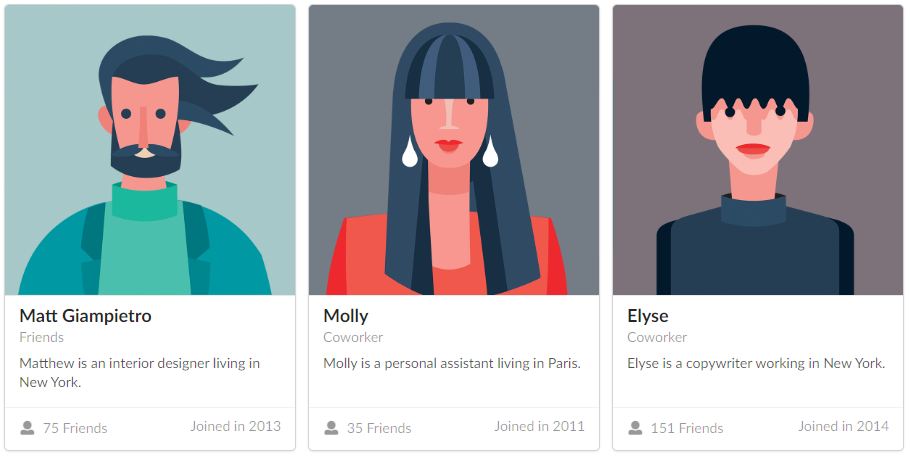 Matt Giampietro
Friends
Matthew is an interior designer living in
New York.
75 Friends
Joined in 2013
Molly
Coworker
Molly is a personal assistant living in Paris.
35 Friends
Joined in 2011
Elyse
Coworker
Elyse is a copywriter working in New York.
151 Friends
Joined in 2014